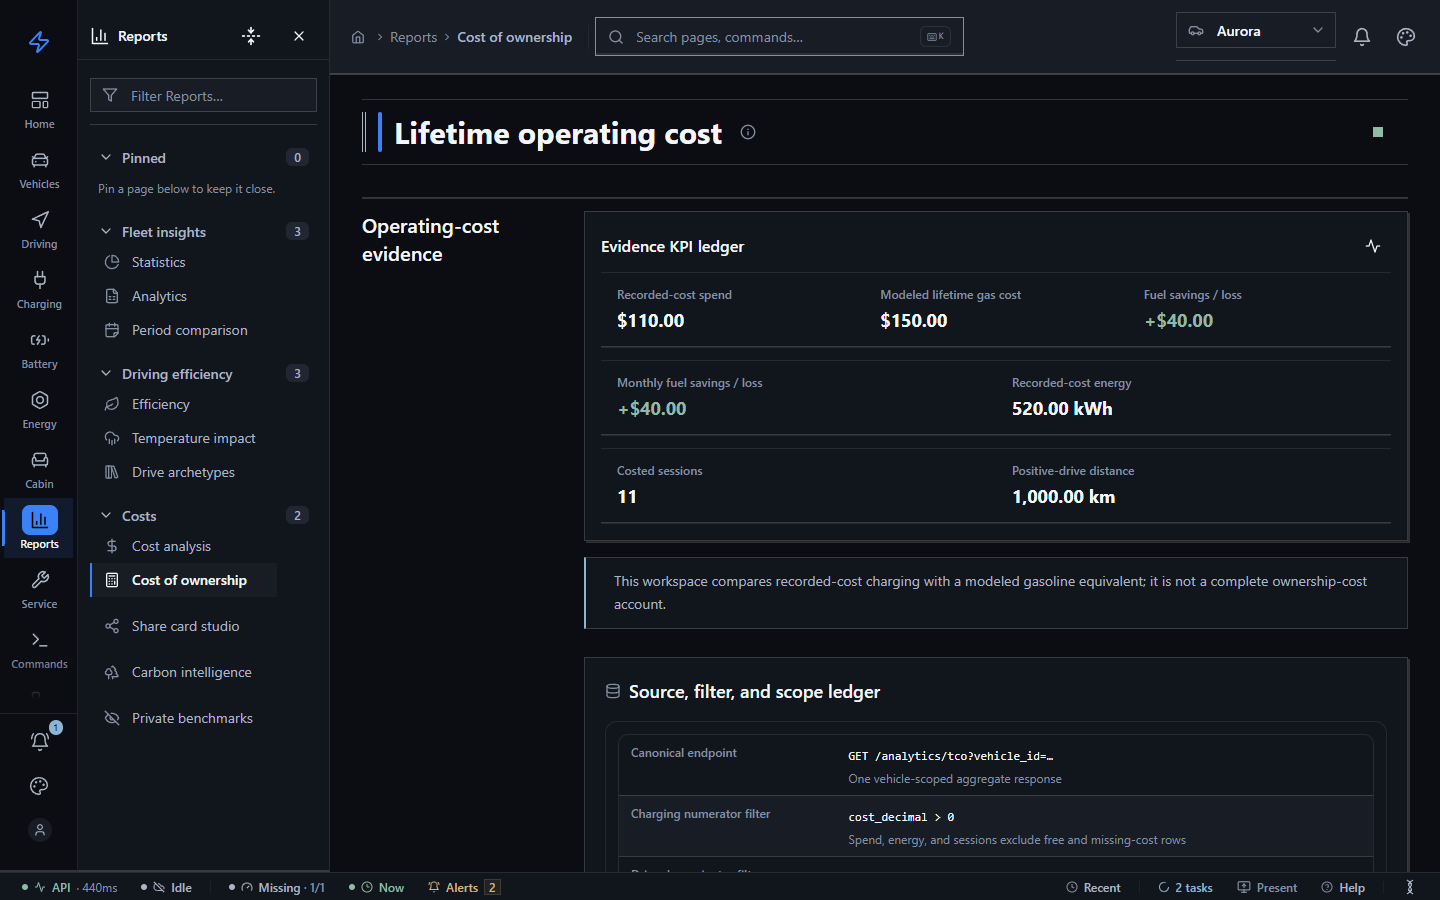 Home
Vehicles
Driving
Charging
Battery
Energy
Cabin
Reports
Service
Commands
1
Reports
Filter Reports...
Pinned 0
Pin a page below to keep it close.
Fleet insights 3
Statistics
Analytics
Period comparison
Driving efficiency 3
Efficiency
Temperature impact
Drive archetypes
Costs 2
Cost analysis
Cost of ownership
Share card studio
Carbon intelligence
Private benchmarks
Reports Cost of ownership
Search pages, commands... K
Aurora
Lifetime operating cost
Operating-cost
evidence
Evidence KPI ledger
Recorded-cost spend Modeled lifetime gas cost Fuel savings / loss
$110.00 $150.00 +$40.00
Monthly fuel savings / loss Recorded-cost energy
+$40.00 520.00 kWh
Costed sessions Positive-drive distance
11 1,000.00 km
This workspace compares recorded-cost charging with a modeled gasoline equivalent; it is not a complete ownership-cost
account.
Source, filter, and scope ledger
Canonical endpoint GET /analytics/tco?vehicle_id=…
One vehicle-scoped aggregate response
Charging numerator filter cost_decimal > 0
Spend, energy, and sessions exclude free and missing-cost rows
API · 440ms Idle Missing · 1/1 Now Alerts 2 Recent 2 tasks Present Help